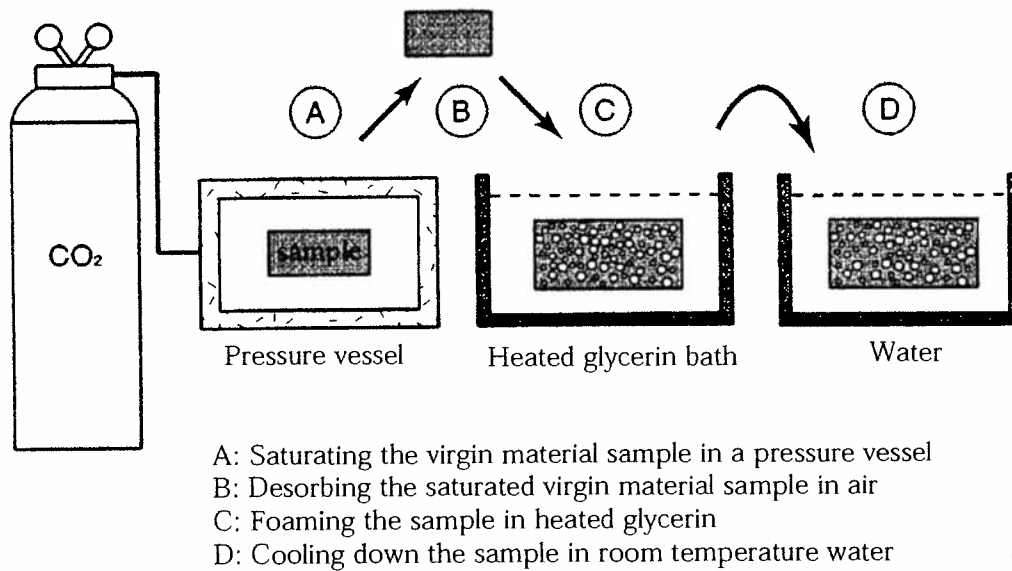 A
B
C
D
CO₂
sample
Pressure vessel
Heated glycerin bath
Water
A: Saturating the virgin material sample in a pressure vessel
B: Desorbing the saturated virgin material sample in air
C: Foaming the sample in heated glycerin
D: Cooling down the sample in room temperature water